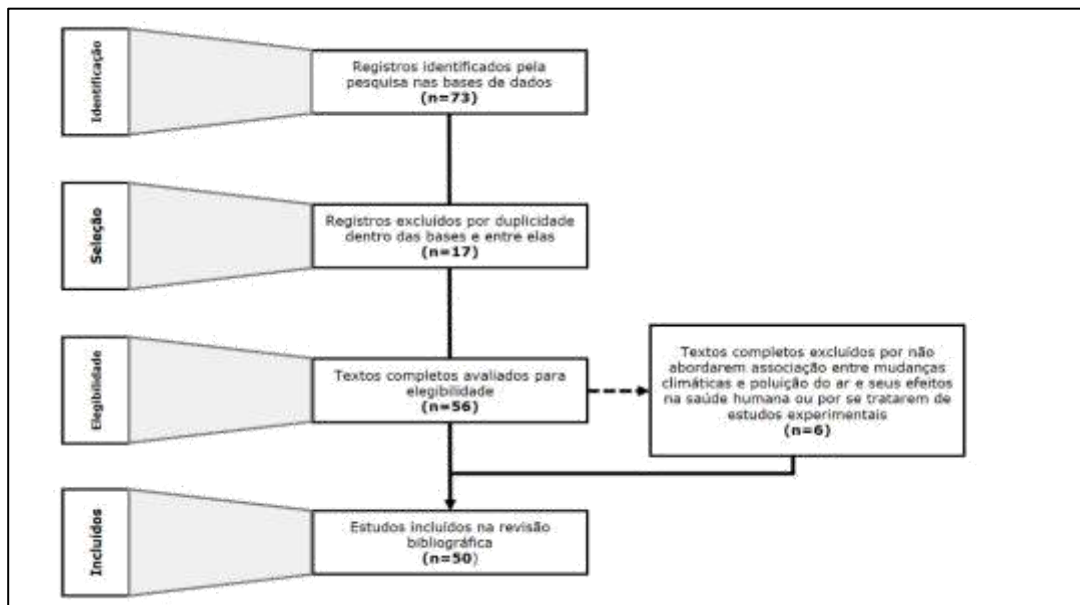 Identificação
Registros identificados pela
pesquisa nas bases de dados
(n=73)
Seleção
Registros excluídos por duplicidade
dentro das bases e entre elas
(n=17)
Elegibilidade
Textos completos avaliados para
elegibilidade
(n=56)
Textos completos excluídos por não
abordarem associação entre mudanças
climáticas e poluição do ar e seus efeitos
na saúde humana ou por se tratarem de
estudos experimentais
(n=6)
Incluídos
Estudos incluídos na revisão
bibliográfica
(n=50)